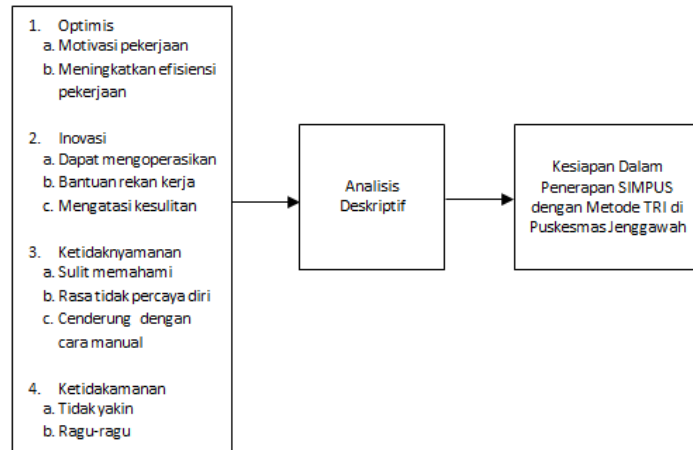 1. Optimis
a. Motivasi pekerjaan
b. Meningkatkan efisiensi
pekerjaan
2. Inovasi
a. Dapat mengoperasikan
b. Bantuan rekan kerja
c. Mengatasi kesulitan
3. Ketidaknyamanan
a. Sulit memahami
b. Rasa tidak percaya diri
c. Cenderung dengan
cara manual
4. Ketidakamanan
a. Tidak yakin
b. Ragu-ragu
Analisis
Deskriptif
Kesiapan Dalam
Penerapan SIMPUS
dengan Metode TRI di
Puskesmas Jenggawah